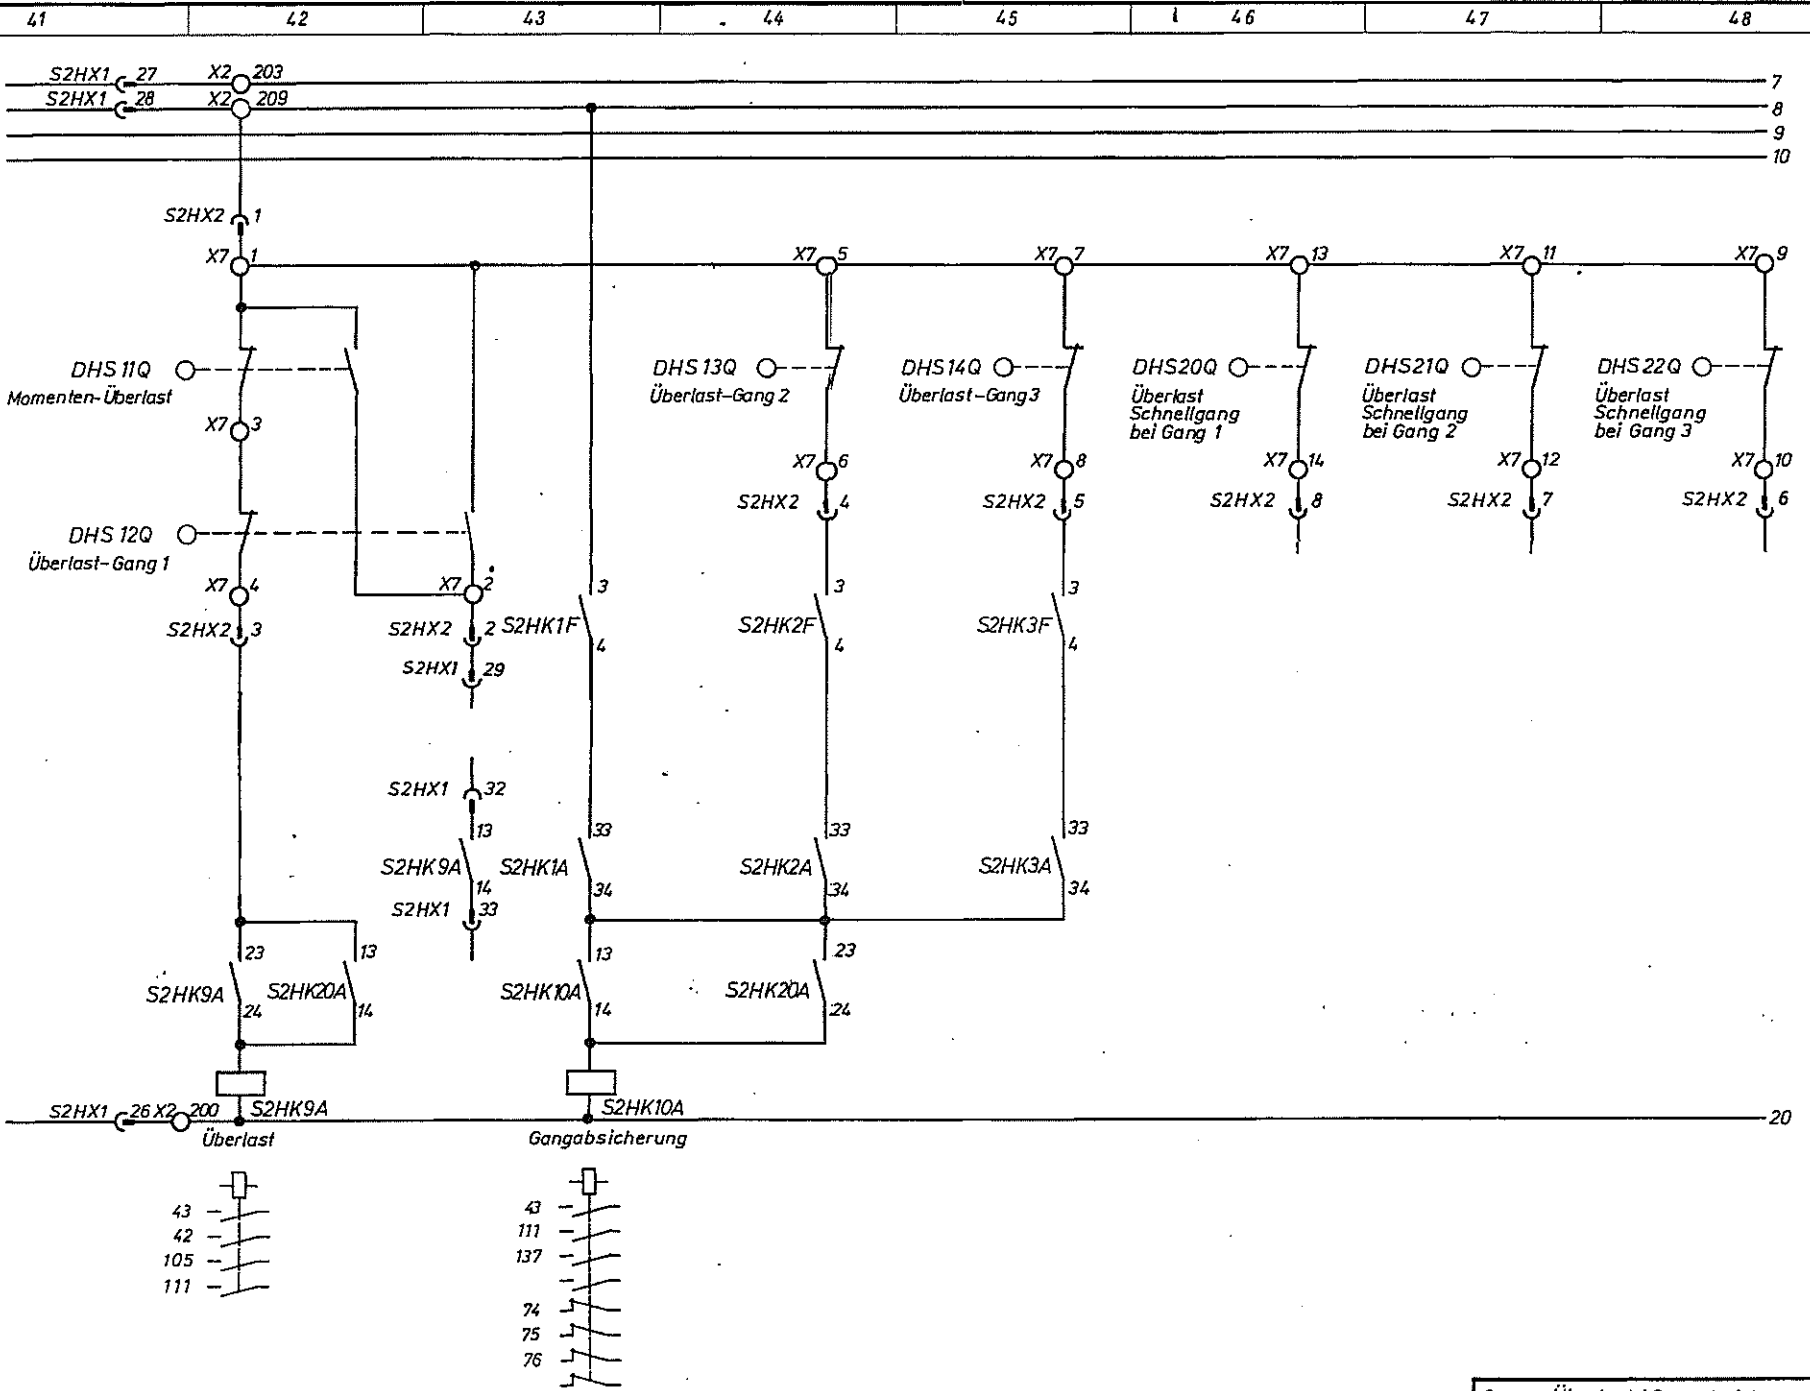 41 42 43 44 45 46 47 48
S2HX1 27 X2 203 7
S2HX1 28 X2 209 8
9
10
S2HX2 1
X7 1 X7 5 X7 7 X7 13 X7 11 X7 9
DHS 11Q DHS 13Q DHS 14Q DHS20Q DHS21Q DHS 22Q
Momenten-Überlast Überlast-Gang 2 Überlast-Gang 3 Überlast Überlast Überlast
Schnellgang Schnellgang Schnellgang
bei Gang 1 bei Gang 2 bei Gang 3
X7 3
X7 6 X7 8 X7 14 X7 12 X7 10
S2HX2 4 S2HX2 5 S2HX2 8 S2HX2 7 S2HX2 6
DHS 12Q
Überlast-Gang 1
X7 4 X7 2 3 3 3
S2HX2 3 S2HX2 2 S2HK1F S2HK2F S2HK3F
4 4 4
S2HX1 29
S2HX1 32
13 33 33 33
S2HK9A S2HK1A S2HK2A S2HK3A
14 34 34 34
S2HX1 33
23 13 13 23
S2HK9A S2HK20A S2HK10A S2HK20A
24 14 14 24
S2HX1 26 X2 200 S2HK9A S2HK10A 20
Überlast Gangabsicherung
43 43
42 111
105 137
111
74
75
76